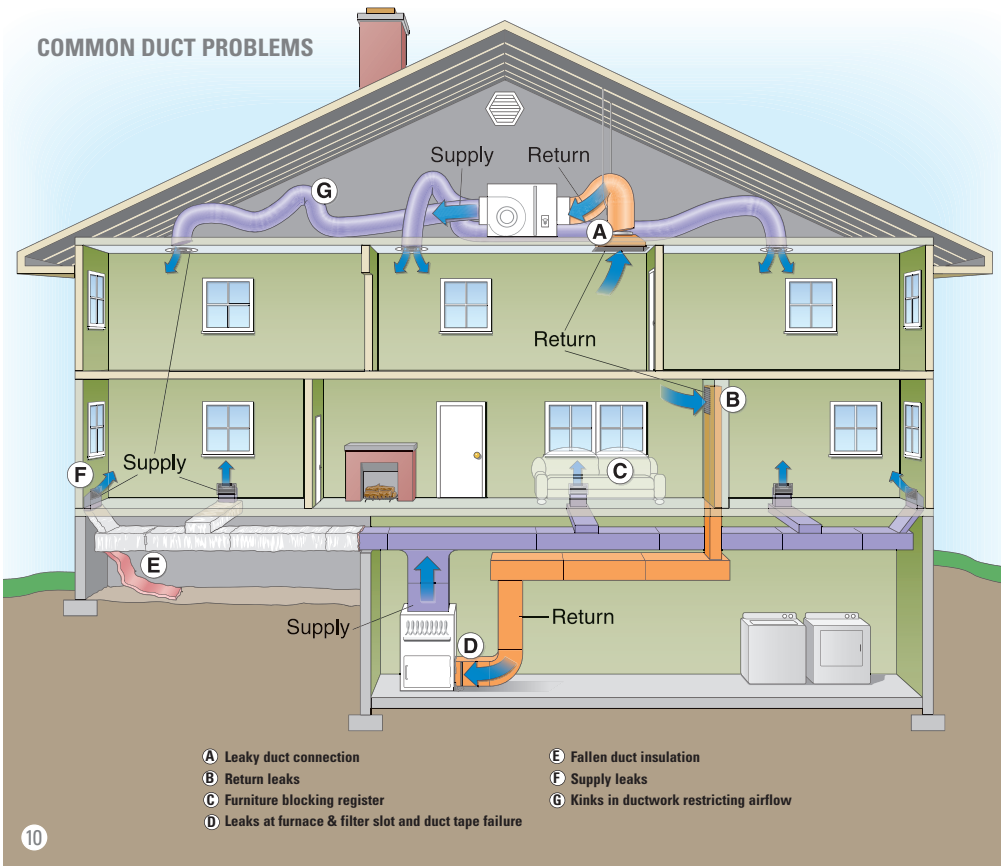 COMMON DUCT PROBLEMS
Supply
Return
G
A
Return
B
F
Supply
C
E
Supply
D
Return
A Leaky duct connection
B Return leaks
C Furniture blocking register
D Leaks at furnace & filter slot and duct tape failure
E Fallen duct insulation
F Supply leaks
G Kinks in ductwork restricting airflow
10